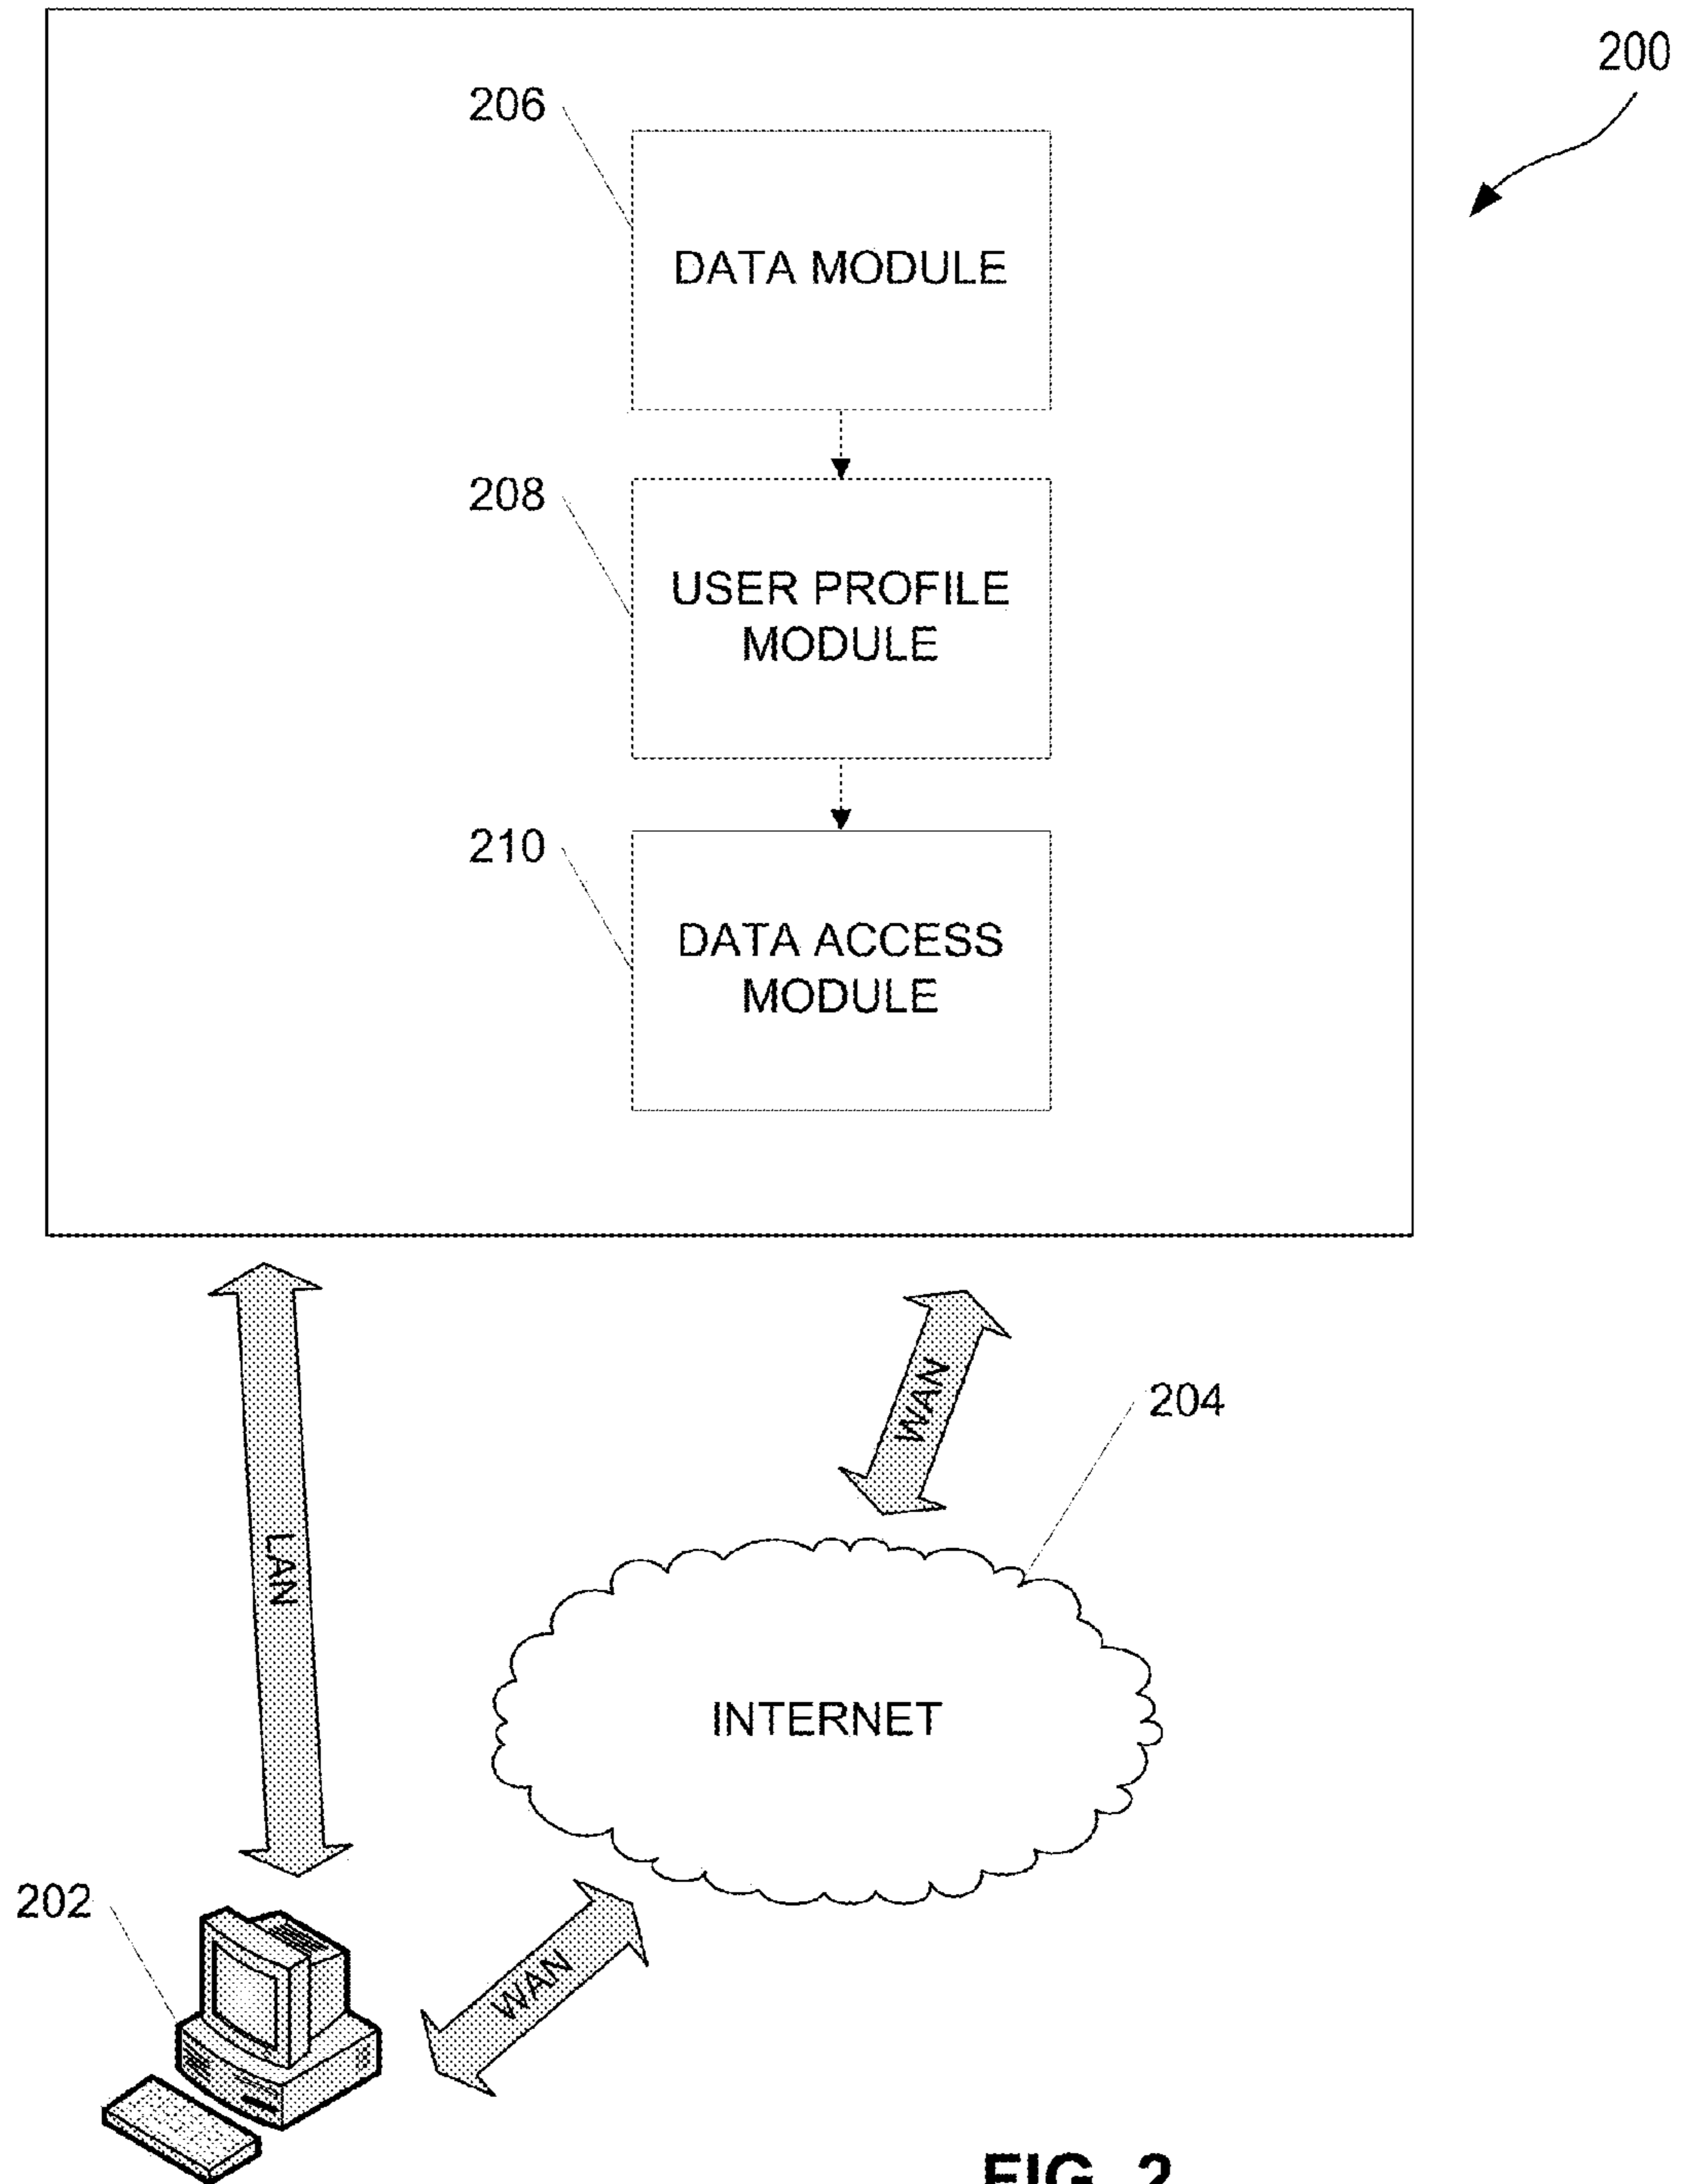 200
206
DATA MODULE
208
USER PROFILE
MODULE
210
DATA ACCESS
MODULE
WAN
204
LAN
INTERNET
202
WAN
FIG. 2